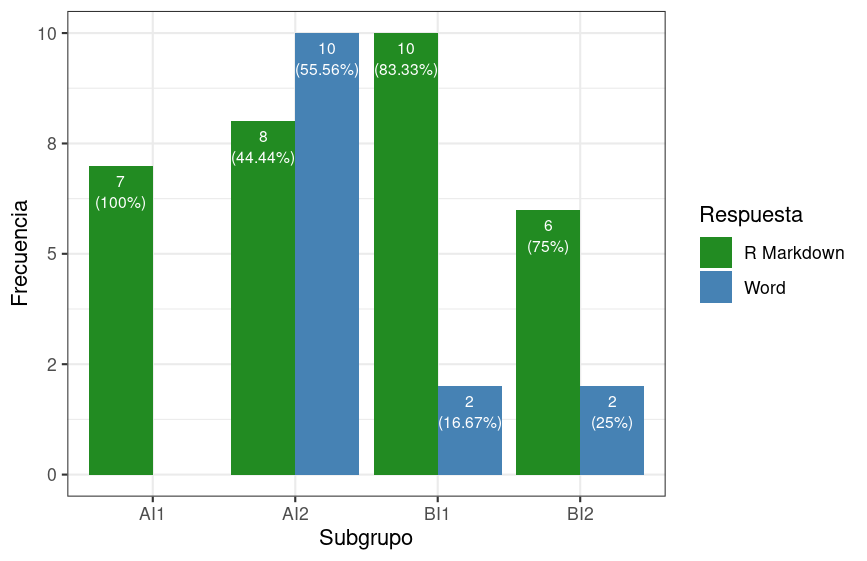 10
8
5
2
0
Frecuencia
7
(100%)
8
(44.44%)
10
(55.56%)
10
(83.33%)
2
(16.67%)
6
(75%)
2
(25%)
AI1
AI2
BI1
BI2
Subgrupo
Respuesta
R Markdown
Word